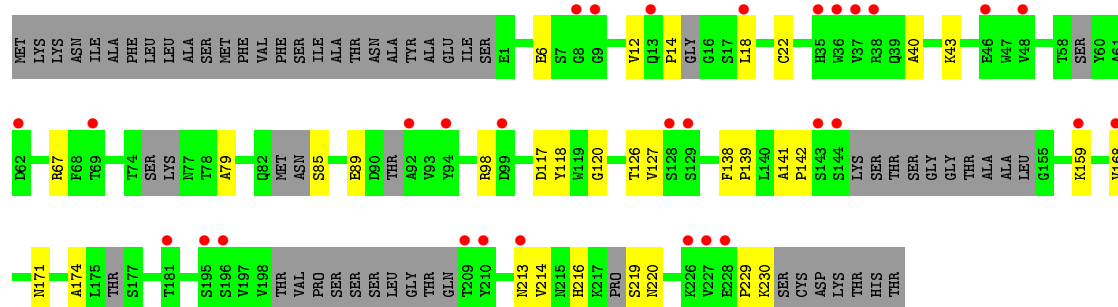 MET LYS LYS ASN ILE ALA PHE LEU LEU ALA SER MET PHE VAL PHE SER ILE ALA THR ASN ALA TYR ALA GLU ILE SER E1 E6 S7 G8 G9 V12 Q13 P14 GLY G16 S17 L18 C22 H35 W36 V37 R38 Q39 A40 K43 E46 W47 V48 T58 SER Y60 A61
D62 R67 F68 T69 T74 SER LYS N77 T78 A79 Q82 MET ASN S85 E89 D90 THR A92 V93 Y94 R98 D99 D117 Y118 W119 G120 T126 V127 S128 S129 F138 P139 L140 A141 P142 S143 S144 LYS SER THR SER GLY GLY THR ALA ALA LEU G155 K159 V168
N171 A174 L175 THR S177 T181 S195 S196 V197 V198 THR VAL PRO SER SER SER LEU GLY THR GLN T209 Y210 N213 V214 N215 H216 K217 PRO S219 N220 K226 V227 E228 P229 K230 SER CYS ASP LYS THR HIS THR